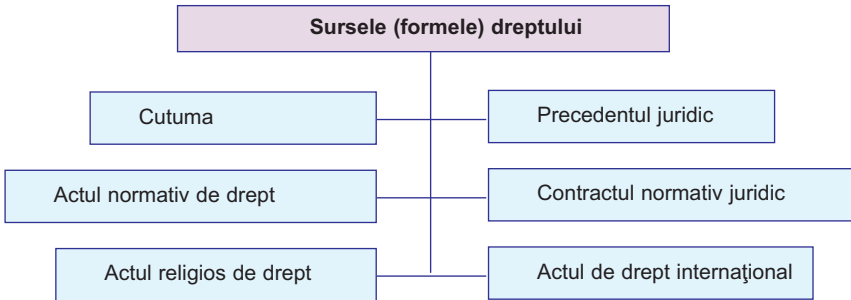 Sursele (formele) dreptului
Cutuma
Precedentul juridic
Actul normativ de drept
Contractul normativ juridic
Actul religios de drept
Actul de drept internaţional